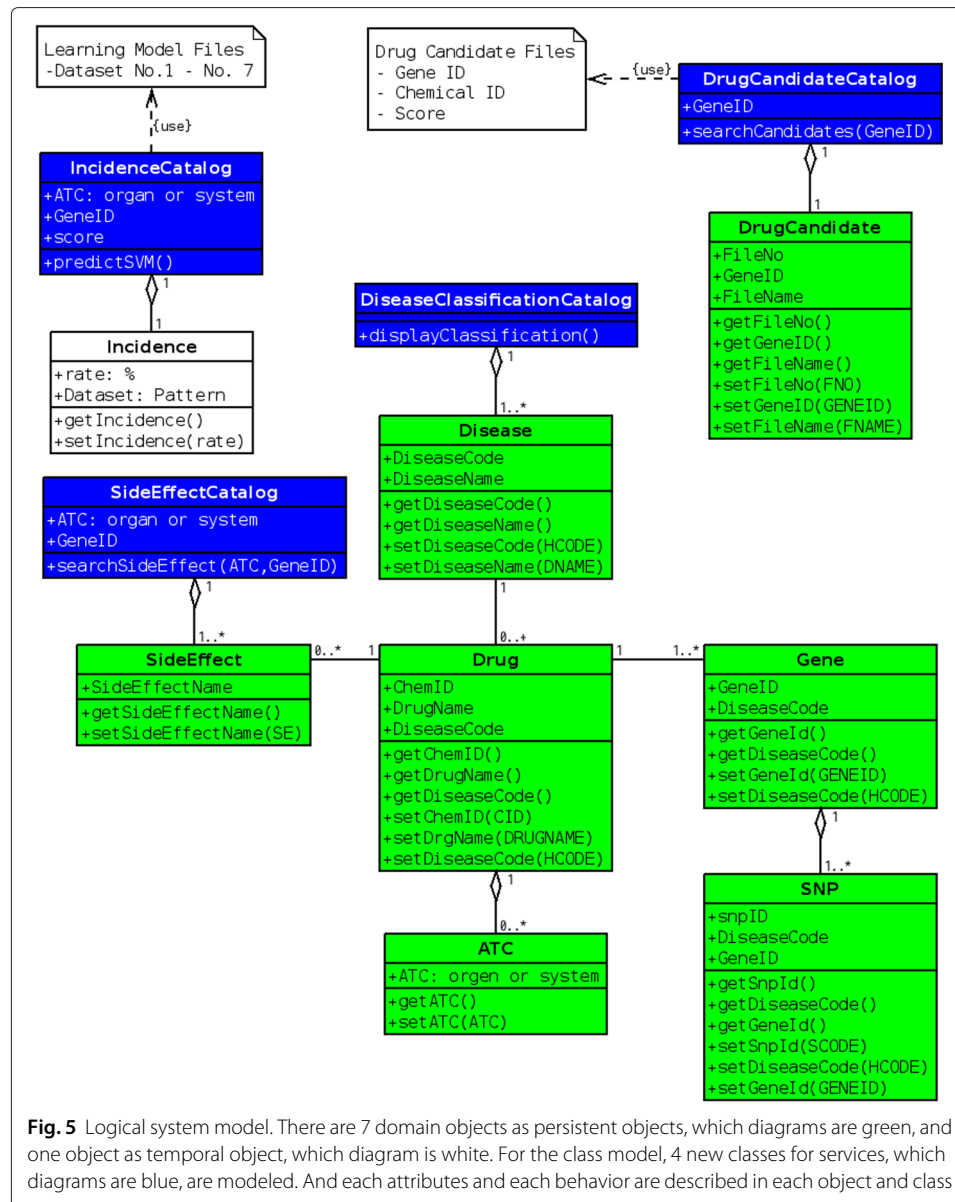 Learning Model Files
-Dataset No.1 - No. 7
{use}
IncidenceCatalog
+ATC: organ or system
+GeneID
+score
+predictSVM()
1
1
Incidence
+rate: %
+Dataset: Pattern
+getIncidence()
+setIncidence(rate)
Drug Candidate Files
- Gene ID
- Chemical ID
- Score
{use}
DrugCandidateCatalog
+GeneID
+searchCandidates(GeneID)
1
1
DrugCandidate
+FileNo
+GeneID
+FileName
+getFileNo()
+getGeneID()
+getFileName()
+setFileNo(FNO)
+setGeneID(GENEID)
+setFileName(FNAME)
DiseaseClassificationCatalog
+displayClassification()
1
1..*
Disease
+DiseaseCode
+DiseaseName
+getDiseaseCode()
+getDiseaseName()
+setDiseaseCode(HCODE)
+setDiseaseName(DNAME)
1
0..+
SideEffectCatalog
+ATC: organ or system
+GeneID
+searchSideEffect(ATC,GeneID)
1
1..*
SideEffect
+SideEffectName
+getSideEffectName()
+setSideEffectName(SE)
0..*
1
Drug
+ChemID
+DrugName
+DiseaseCode
+getChemID()
+getDrugName()
+getDiseaseCode()
+setChemID(CID)
+setDrgName(DRUGNAME)
+setDiseaseCode(HCODE)
1
1..*
Gene
+GeneID
+DiseaseCode
+getGeneId()
+getDiseaseCode()
+setGeneId(GENEID)
+setDiseaseCode(HCODE)
1
0..*
ATC
+ATC: orgen or system
+getATC()
+setATC(ATC)
1
1..*
SNP
+snpID
+DiseaseCode
+GeneID
+getSnpId()
+getDiseaseCode()
+getGeneId()
+setSnpId(SCODE)
+setDiseaseCode(HCODE)
+setGeneId(GENEID)
Fig. 5 Logical system model. There are 7 domain objects as persistent objects, which diagrams are green, and
one object as temporal object, which diagram is white. For the class model, 4 new classes for services, which
diagrams are blue, are modeled. And each attributes and each behavior are described in each object and class